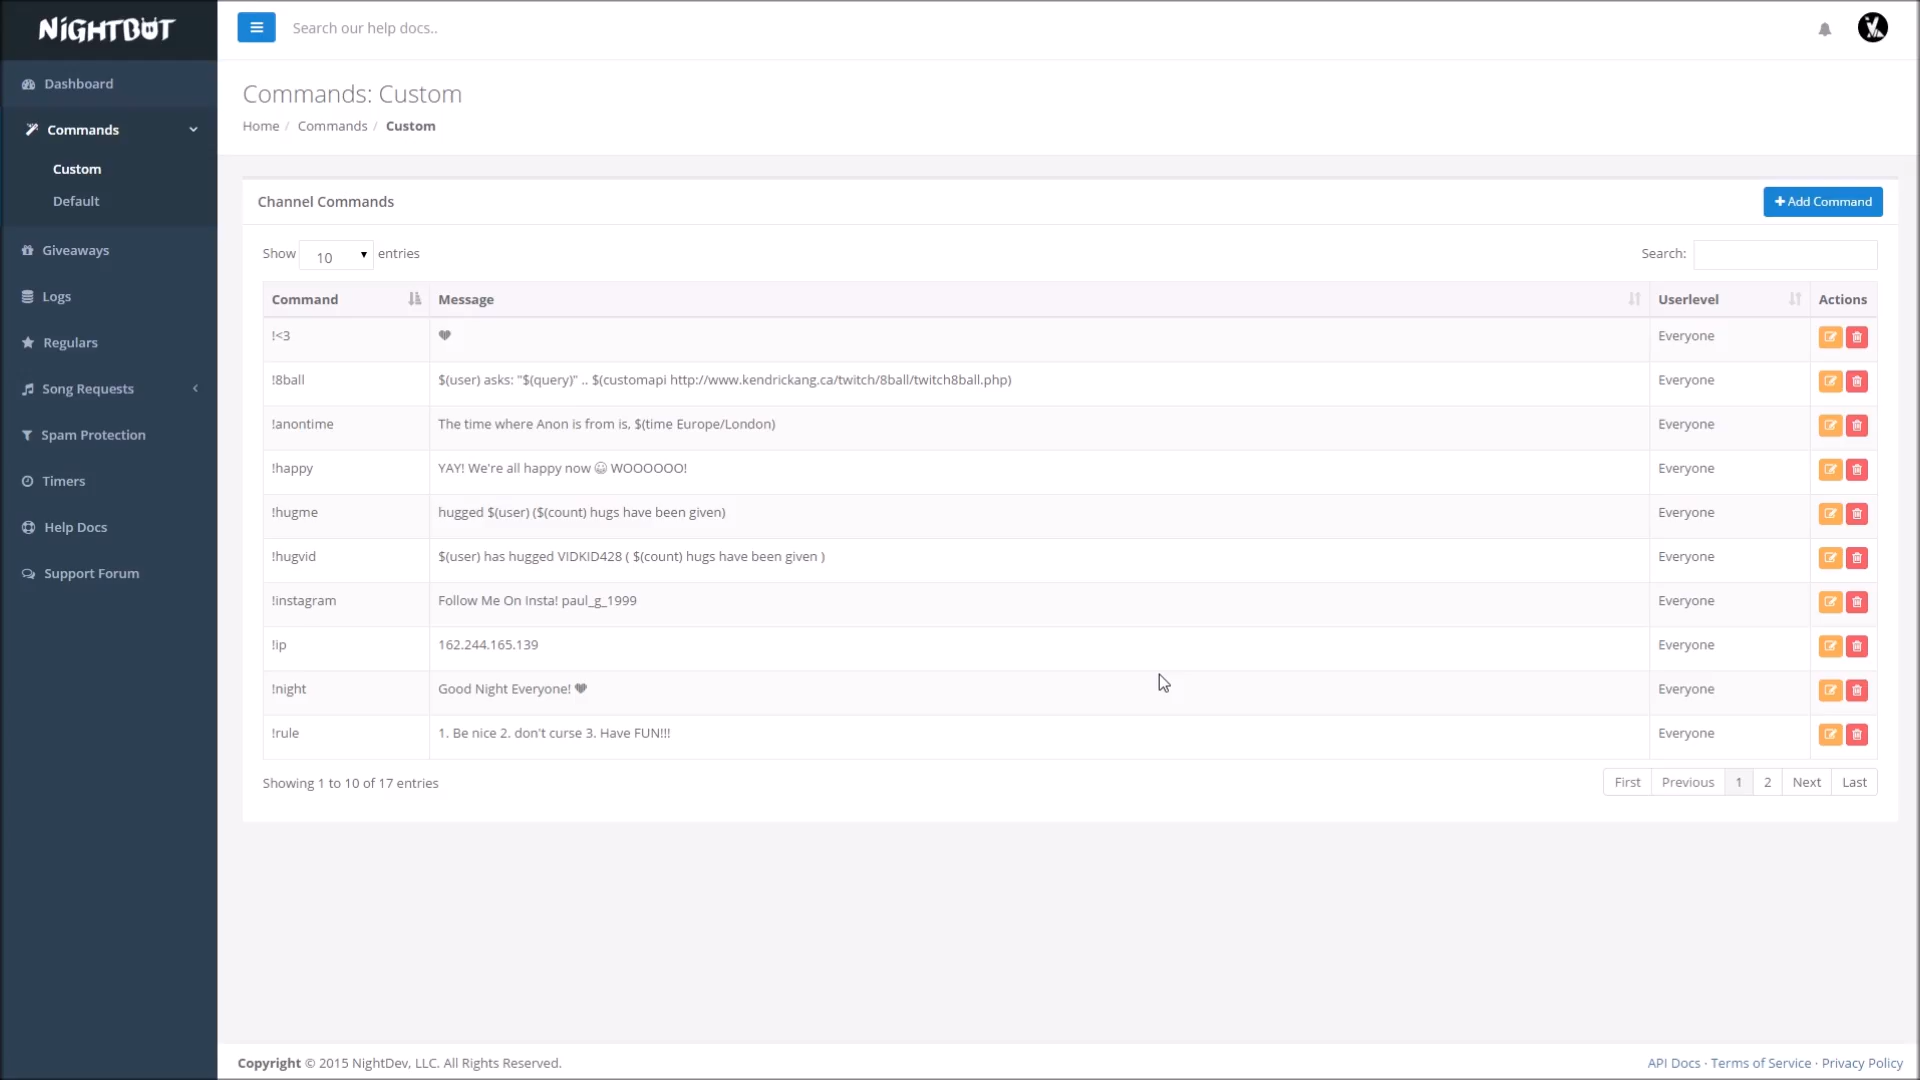 NIGHTBOT
Search our help docs..
Dashboard
Commands
Custom
Default
Giveaways
Logs
Regulars
Song Requests
Spam Protection
Timers
Help Docs
Support Forum
Commands: Custom
Home / Commands / Custom
Channel Commands
Add Command
Show 10 entries
Search:
Command Message Userlevel Actions
!<3 Everyone
!8ball $(user) asks: "$(query)" .. $(customapi http://www.kendrickang.ca/twitch/8ball/twitch8ball.php) Everyone
!anontime The time where Anon is from is, $(time Europe/London) Everyone
!happy YAY! We're all happy now 😀 WOOOOOO! Everyone
!hugme hugged $(user) ($(count) hugs have been given) Everyone
!hugvid $(user) has hugged VIDKID428 ( $(count) hugs have been given ) Everyone
!instagram Follow Me On Insta! paul_g_1999 Everyone
!ip 162.244.165.139 Everyone
!night Good Night Everyone! Everyone
!rule 1. Be nice 2. don't curse 3. Have FUN!!! Everyone
Showing 1 to 10 of 17 entries
First Previous 1 2 Next Last
Copyright © 2015 NightDev, LLC. All Rights Reserved.
API Docs · Terms of Service · Privacy Policy